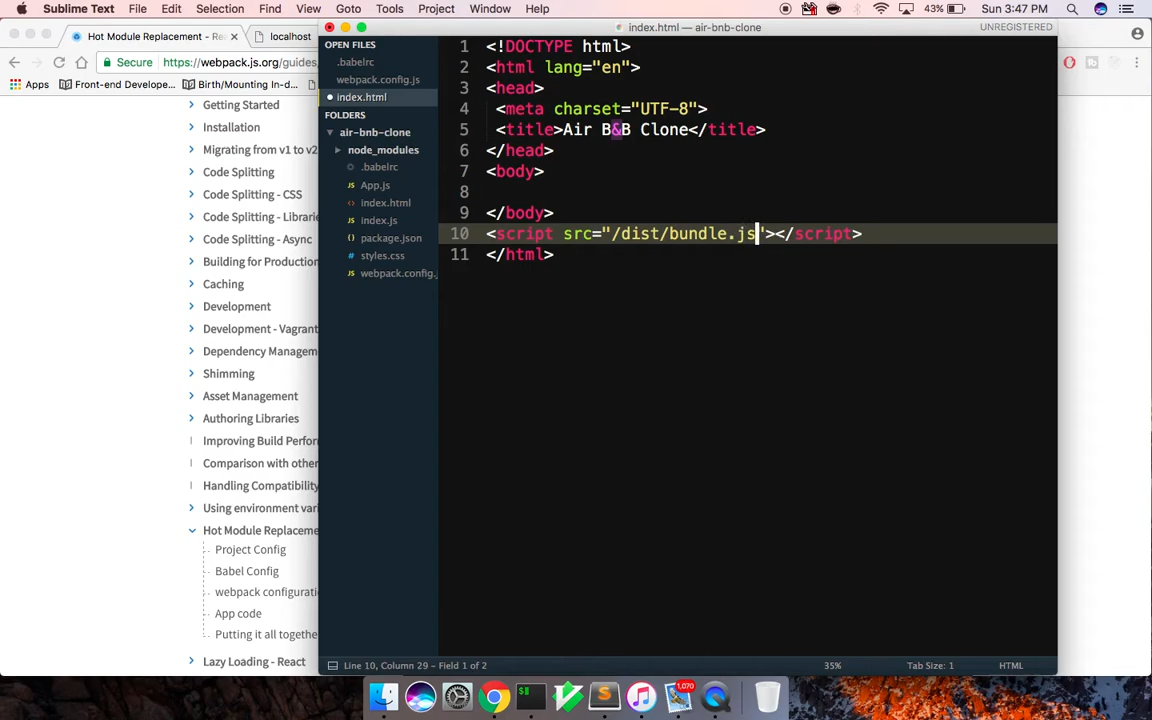 Sublime Text File Edit Selection Find View Goto Tools Project Window Help 43% Sun 3:47 PM
Hot Module Replacement - Re
localhost
Secure https://webpack.js.org/guides
Apps Front-end Develope... Birth/Mounting In-d...
Getting Started
Installation
Migrating from v1 to v2
Code Splitting
Code Splitting - CSS
Code Splitting - Librarie
Code Splitting - Async
Building for Production
Caching
Development
Development - Vagrant
Dependency Managem
Shimming
Asset Management
Authoring Libraries
Improving Build Perfor
Comparison with other
Handling Compatibility
Using environment vari
Hot Module Replaceme
Project Config
Babel Config
webpack configuratio
App code
Putting it all togethe
Lazy Loading - React
index.html — air-bnb-clone
UNREGISTERED
OPEN FILES
.babelrc
webpack.config.js
index.html
FOLDERS
air-bnb-clone
node_modules
.babelrc
App.js
index.html
index.js
package.json
styles.css
webpack.config.j
1 <!DOCTYPE html>
2 <html lang="en">
3 <head>
4 <meta charset="UTF-8">
5 <title>Air B&B Clone</title>
6 </head>
7 <body>
8
9 </body>
10 <script src="/dist/bundle.js"></script>
11 </html>
Line 10, Column 29 - Field 1 of 2
35%
Tab Size: 1
HTML
1,070